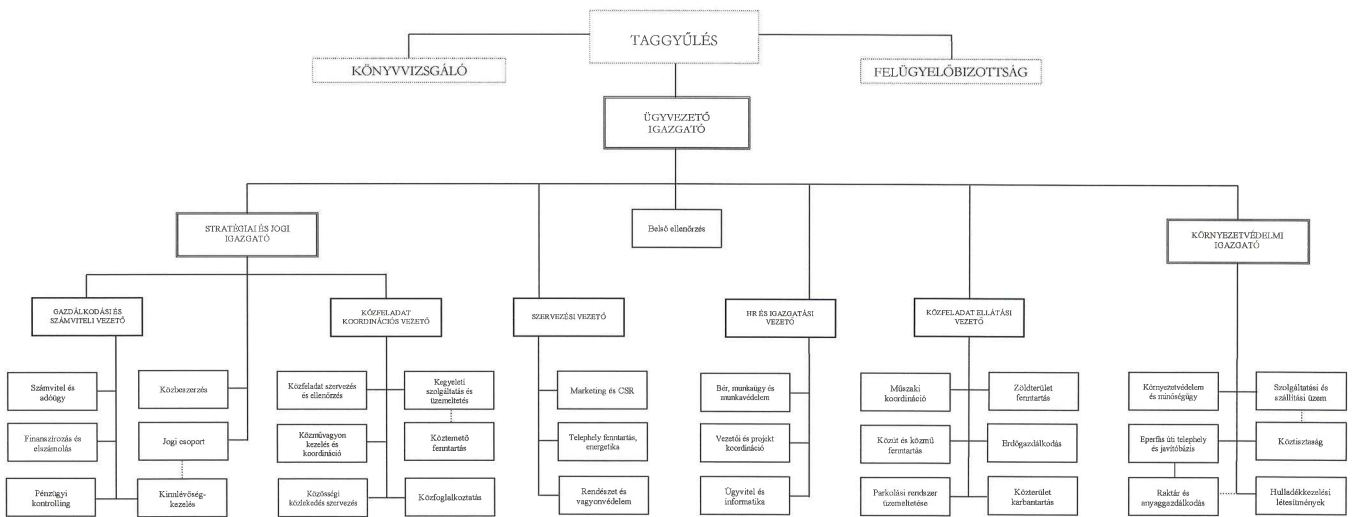 TAGGYŰLÉS
KÖNYVVIZSGÁLÓ
FELÜGYELŐBIZOTTSÁG
ÜGYVEZETŐ
IGAZGATÓ
STRATÉGIAI ÉS JOGI
IGAZGATÓ
Belső ellenőrzés
KÖRNYEZETVÉDELMI
IGAZGATÓ
GAZDÁLKODÁSI ÉS
SZÁMVITELI VEZETŐ
KÖZFELADAT
KOORDINÁCIÓS VEZETŐ
SZERVEZÉSI VEZETŐ
HR ÉS IGAZGATÁSI
VEZETŐ
KÖZFELADAT ELLÁTÁSI
VEZETŐ
Számvitel és
adóügy
Közbeszerzés
Közfeladat szervezés
és ellenőrzés
Kegyeleti
szolgáltatás és
üzemeltetés
Marketing és CSR
Bér, munkaügy és
munkavédelem
Műszaki
koordináció
Zöldterület
fenntartás
Környezetvédelem
és minőségügy
Szolgáltatási és
szállítási üzem
Finanszírozás és
elszámolás
Jogi csoport
Közművagyon
kezelés és
koordináció
Köztemető
fenntartás
Telephely fenntartás,
energetika
Vezetői és projekt
koordináció
Közút és közmű
fenntartás
Erdőgazdálkodás
Eperfás úti telephely
és javítóbázis
Köztisztaság
Pénzügyi
kontrolling
Kinnlévőség-
kezelés
Közösségi
közlekedés szervezés
Közfoglalkoztatás
Rendészet és
vagyonvédelem
Ügyvitel és
informatika
Parkolási rendszer
üzemeltetése
Közterület
karbantartás
Raktár és
anyaggazdálkodás
Hulladékkezelési
létesítmények